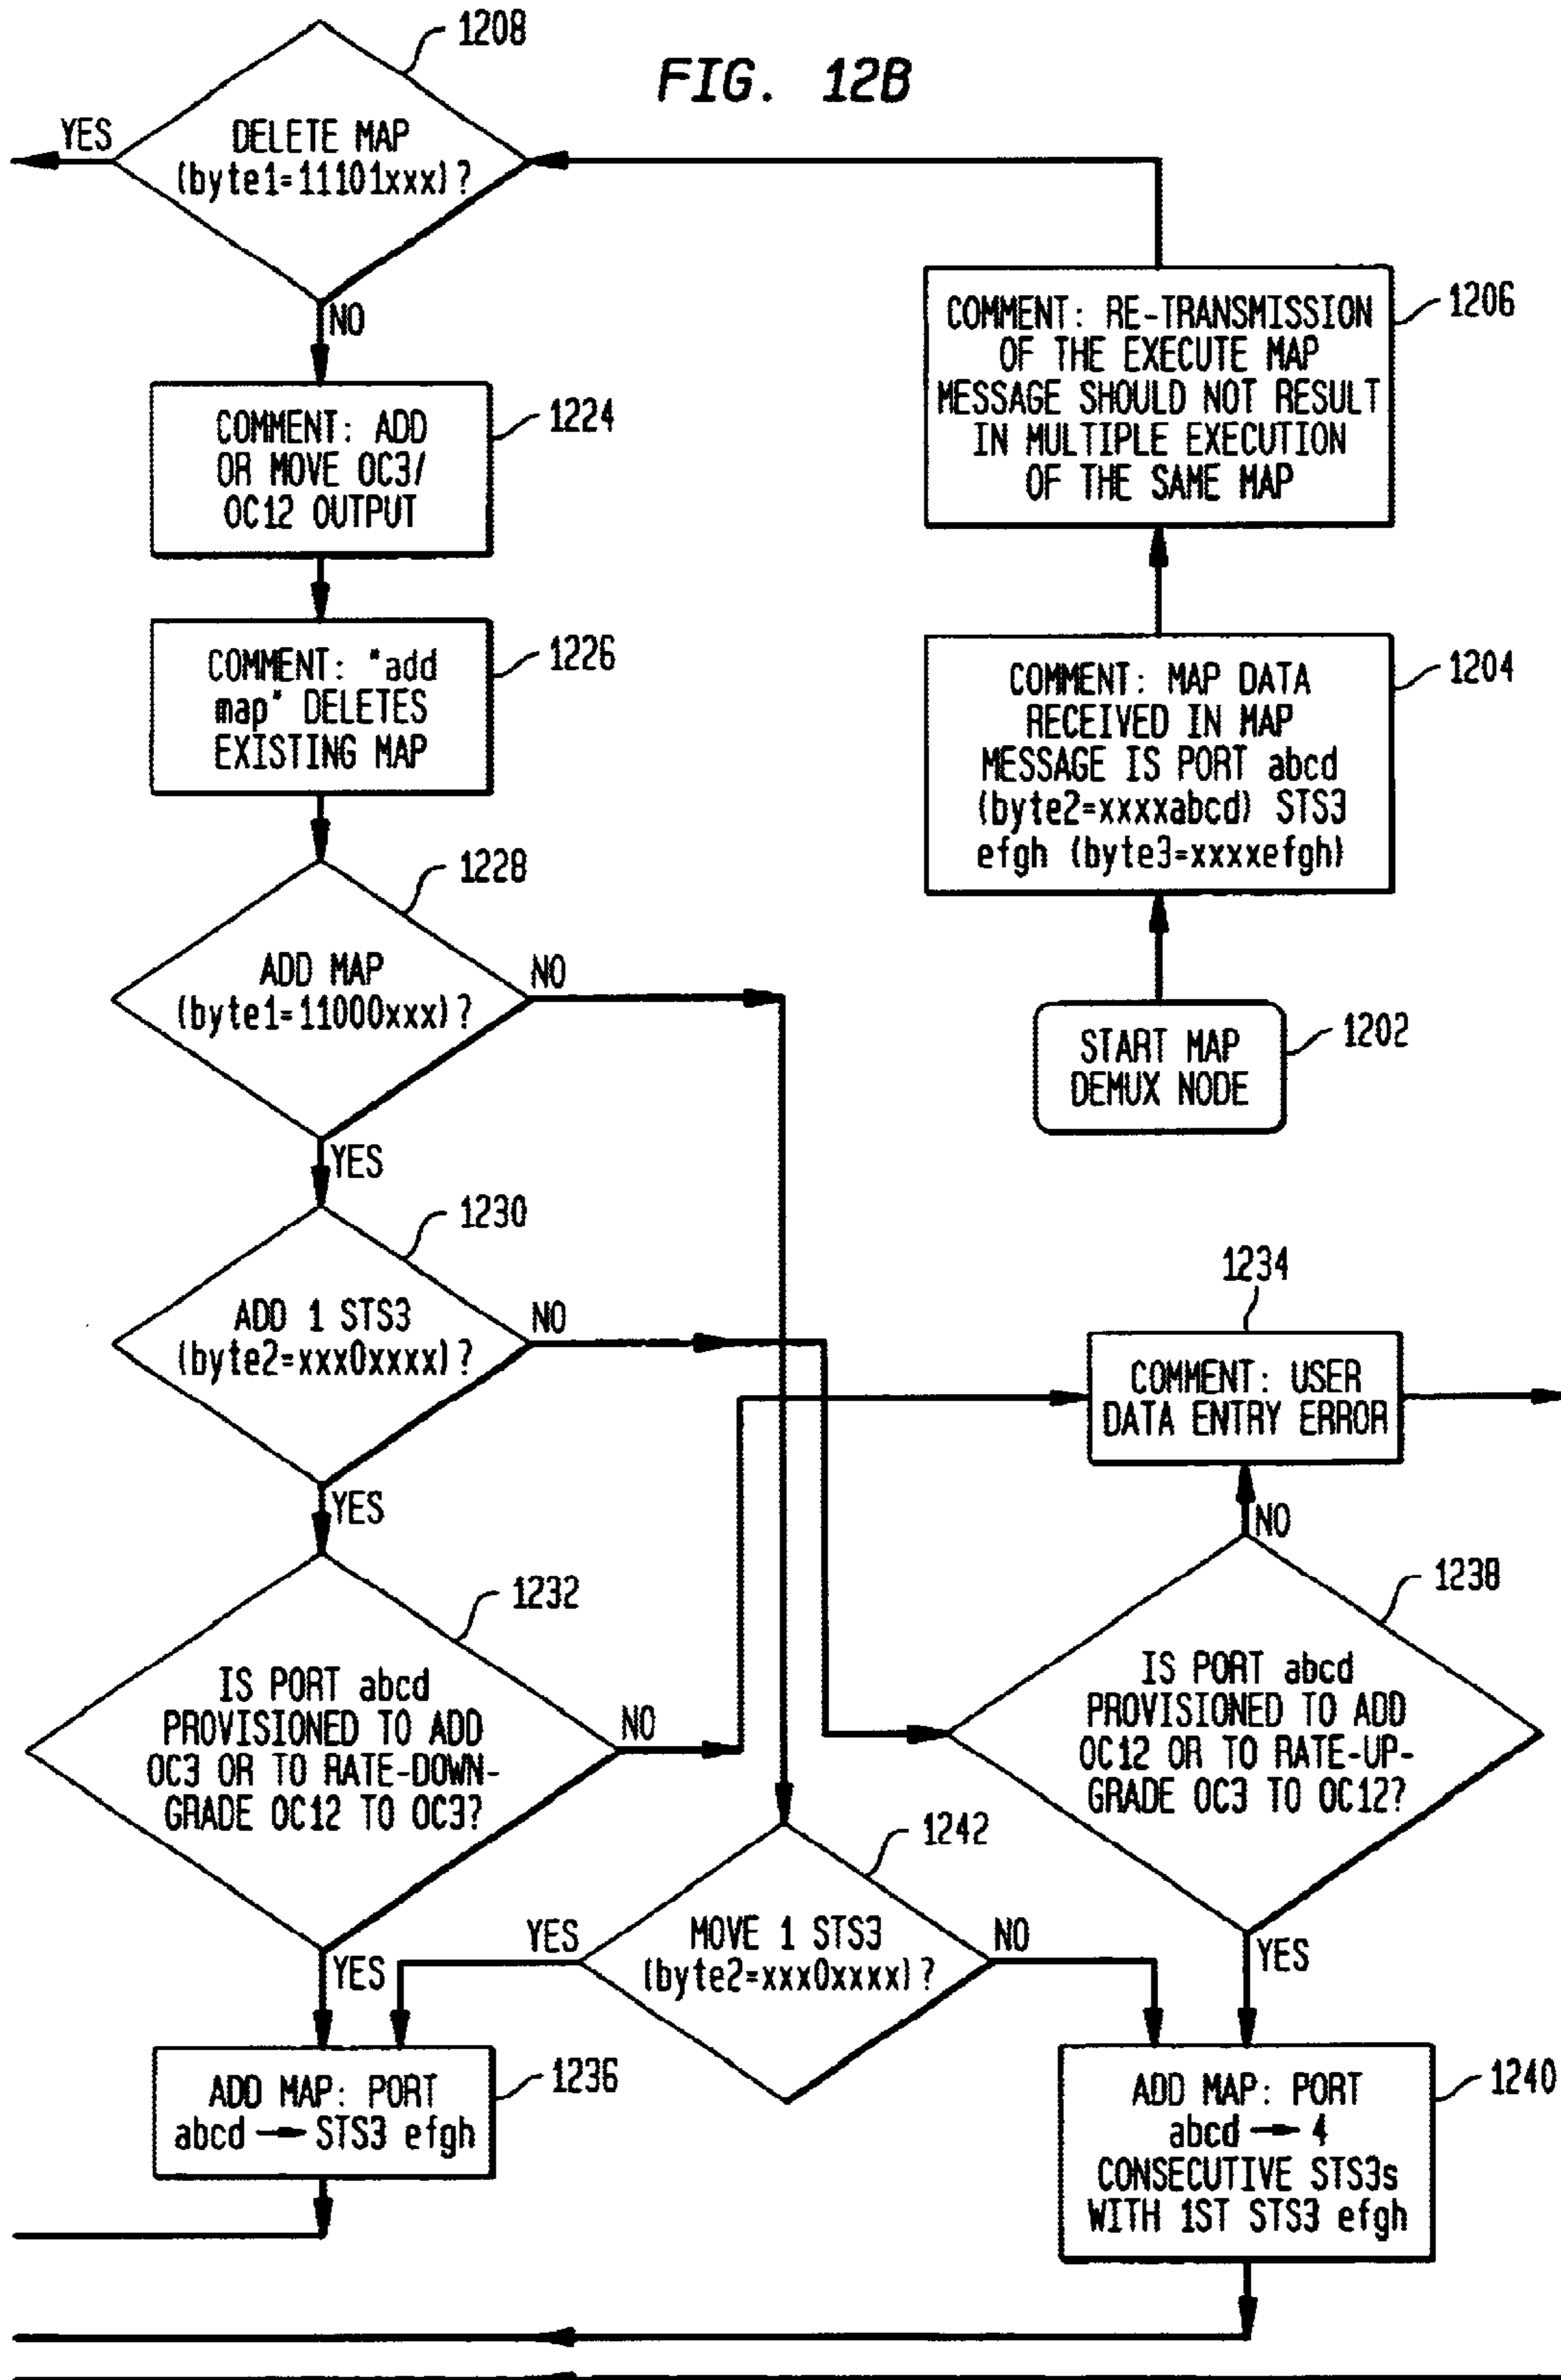 FIG. 12B
1208
DELETE MAP
(byte1=11101xxx)?
YES
NO
COMMENT: ADD
OR MOVE OC3/
OC12 OUTPUT
1224
COMMENT: "add
map" DELETES
EXISTING MAP
1226
COMMENT: RE-TRANSMISSION
OF THE EXECUTE MAP
MESSAGE SHOULD NOT RESULT
IN MULTIPLE EXECUTION
OF THE SAME MAP
1206
COMMENT: MAP DATA
RECEIVED IN MAP
MESSAGE IS PORT abcd
(byte2=xxxxabcd) STS3
efgh (byte3=xxxxefgh)
1204
START MAP
DEMUX NODE
1202
1228
ADD MAP
(byte1=11000xxx)?
NO
YES
1230
ADD 1 STS3
(byte2=xxx0xxxx)?
NO
YES
1234
COMMENT: USER
DATA ENTRY ERROR
NO
1232
IS PORT abcd
PROVISIONED TO ADD
OC3 OR TO RATE-DOWN-
GRADE OC12 TO OC3?
NO
YES
1238
IS PORT abcd
PROVISIONED TO ADD
OC12 OR TO RATE-UP-
GRADE OC3 TO OC12?
YES
1242
MOVE 1 STS3
(byte2=xxx0xxxx)?
YES
NO
ADD MAP: PORT
abcd → STS3 efgh
1236
ADD MAP: PORT
abcd → 4
CONSECUTIVE STS3s
WITH 1ST STS3 efgh
1240